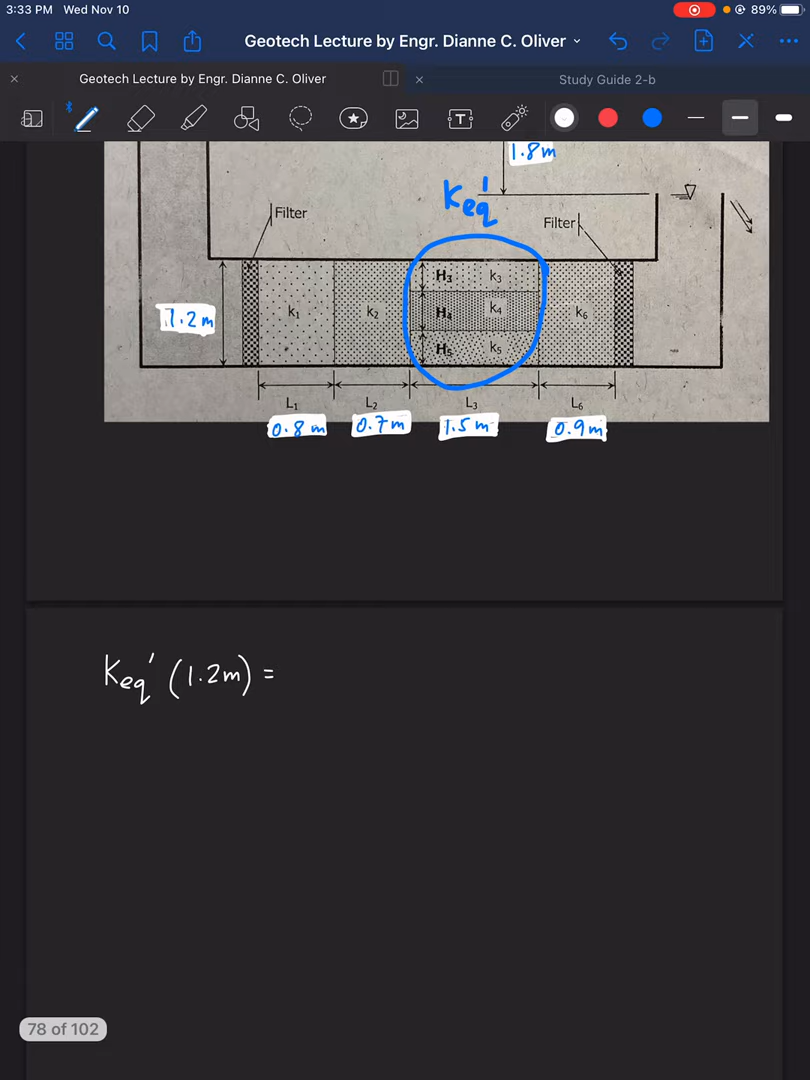 3:33 PM Wed Nov 10
89%
Geotech Lecture by Engr. Dianne C. Oliver
Geotech Lecture by Engr. Dianne C. Oliver
Study Guide 2-b
1.8m
Keq'
Filter
Filter
H3 k3
1.2m
k1 k2 H4 k4 k6
H5 k5
L1 L2 L3 L6
0.8 m 0.7m 1.5m 0.9m
Keq' (1.2m) =
78 of 102